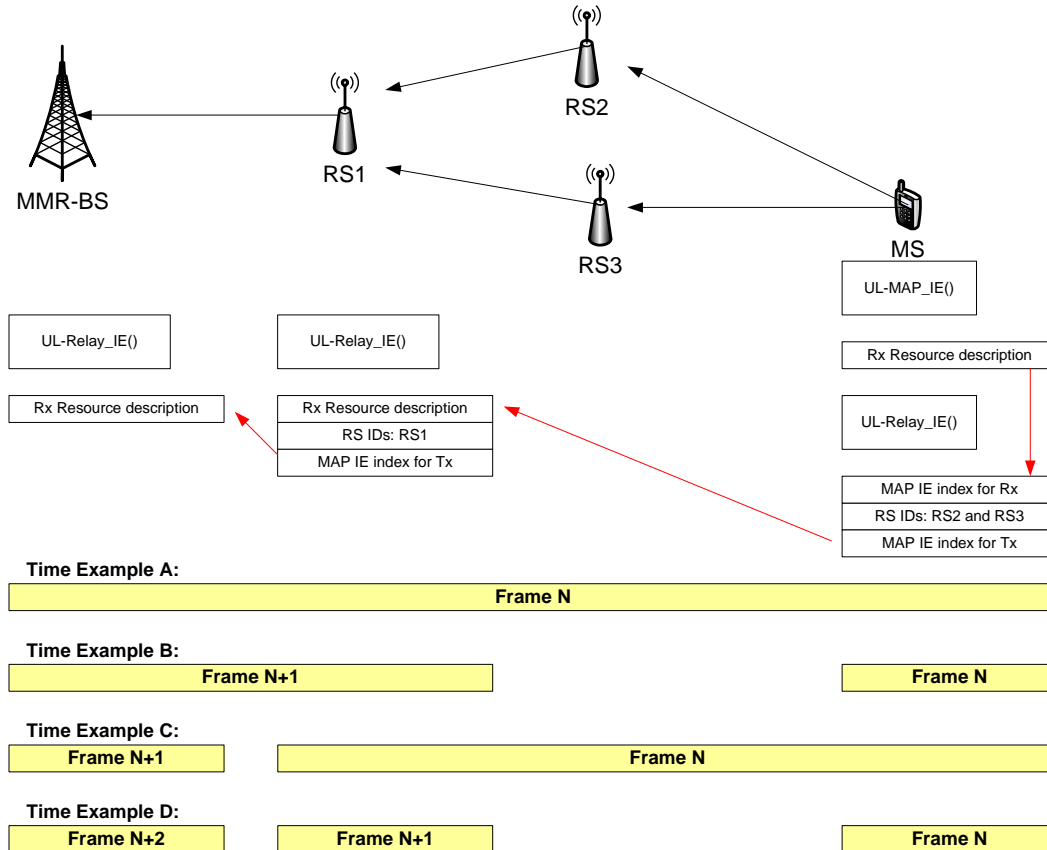 RS2
RS1
MMR-BS
RS3
MS
UL-MAP_IE()
UL-Relay_IE()
UL-Relay_IE()
Rx Resource description
Rx Resource description
Rx Resource description
RS IDs: RS1
MAP IE index for Tx
UL-Relay_IE()
MAP IE index for Rx
RS IDs: RS2 and RS3
MAP IE index for Tx
Time Example A:
Frame N
Time Example B:
Frame N+1
Frame N
Time Example C:
Frame N+1
Frame N
Time Example D:
Frame N+2
Frame N+1
Frame N